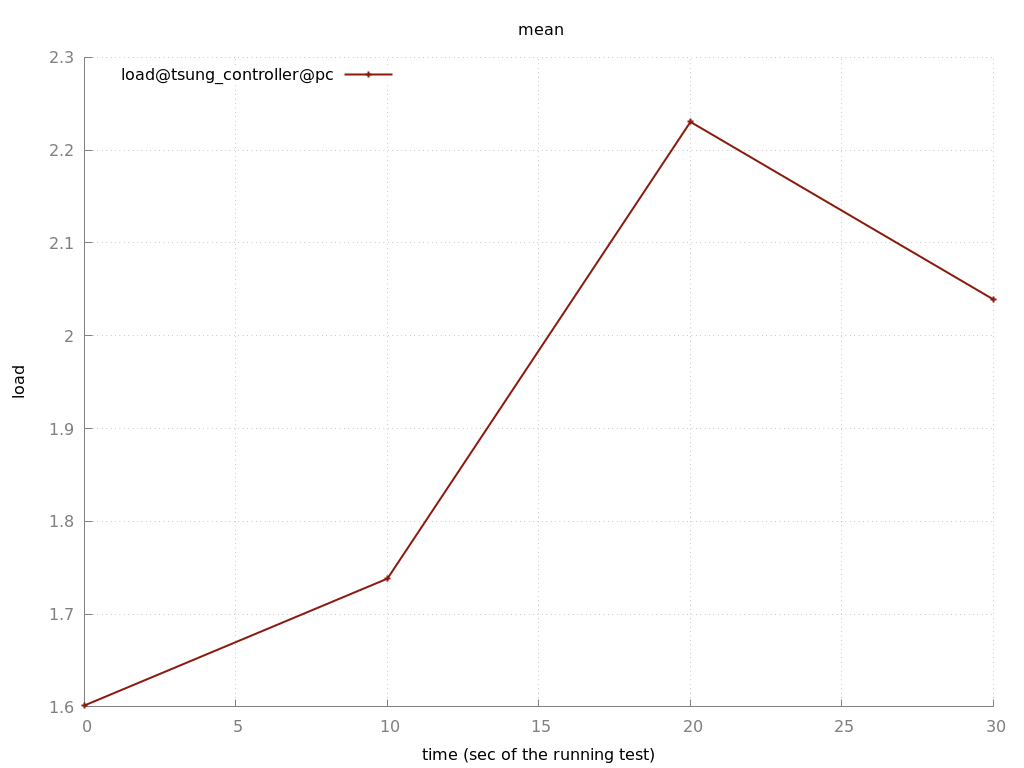 mean
load@tsung_controller@pc
2.3
2.2
2.1
2
1.9
1.8
1.7
1.6
load
0 5 10 15 20 25 30
time (sec of the running test)